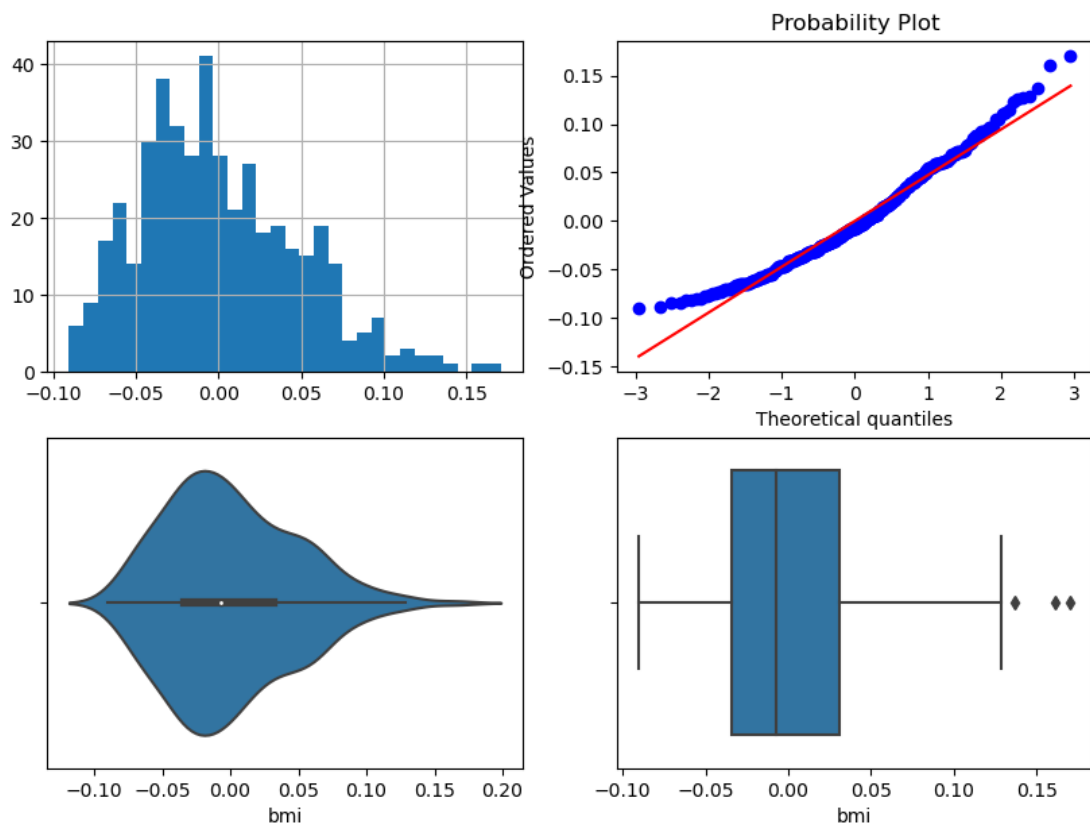 Probability Plot
40
30
20
10
0
−0.10 −0.05 0.00 0.05 0.10 0.15
Ordered Values
0.15
0.10
0.05
0.00
−0.05
−0.10
−0.15
−3 −2 −1 0 1 2 3
Theoretical quantiles
−0.10 −0.05 0.00 0.05 0.10 0.15 0.20
bmi
−0.10 −0.05 0.00 0.05 0.10 0.15
bmi